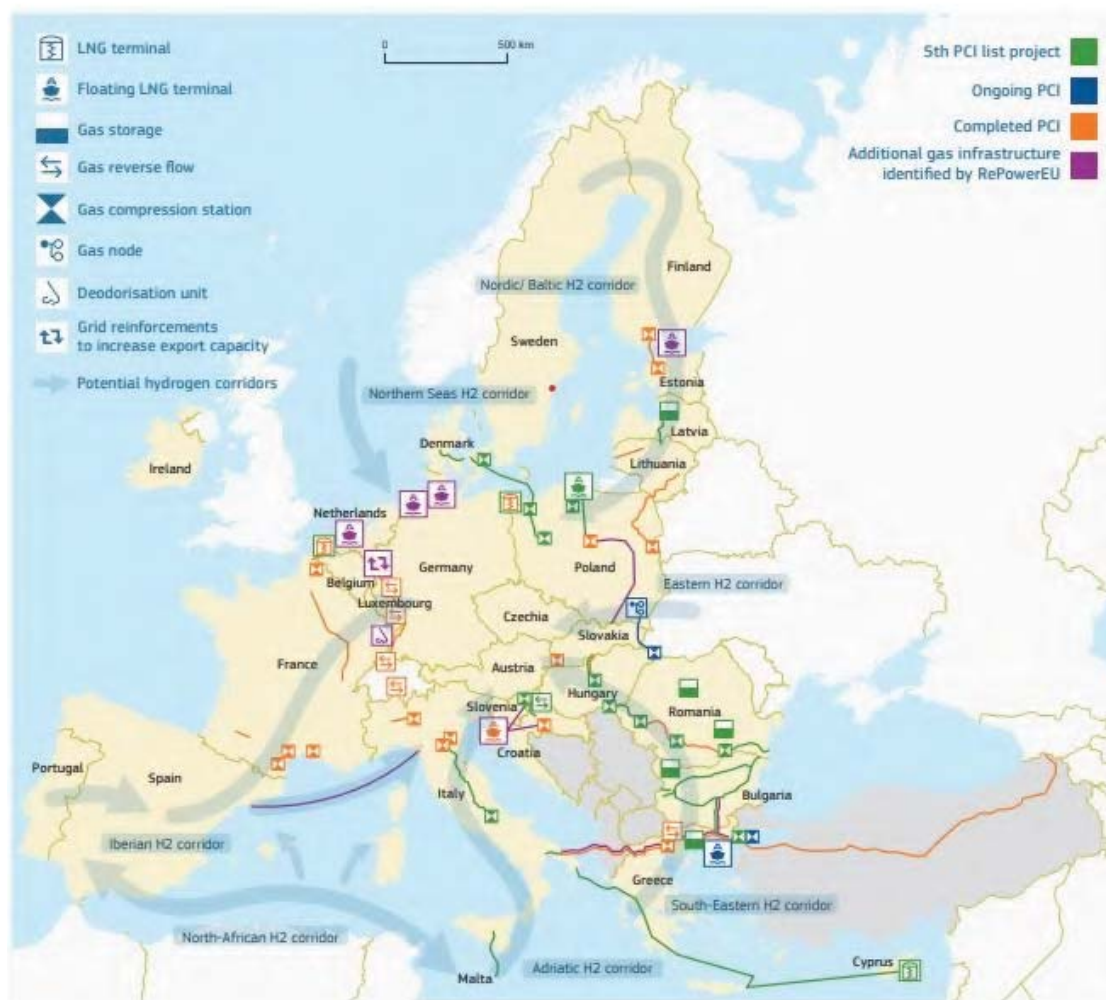 LNG terminal
Floating LNG terminal
Gas storage
Gas reverse flow
Gas compression station
Gas node
Deodorisation unit
Grid reinforcements
to increase export capacity
Potential hydrogen corridors
0 500 km
5th PCI list project
Ongoing PCI
Completed PCI
Additional gas infrastructure
identified by RePowerEU
Finland
Nordic/ Baltic H2 corridor
Sweden
Estonia
Northern Seas H2 corridor
Latvia
Denmark
Lithuania
Ireland
Netherlands
Germany
Poland
Belgium
Eastern H2 corridor
Luxembourg
Czechia
Slovakia
France
Austria
Hungary
Slovenia
Romania
Croatia
Portugal
Spain
Italy
Bulgaria
Iberian H2 corridor
Greece
South-Eastern H2 corridor
North-African H2 corridor
Cyprus
Malta
Adriatic H2 corridor